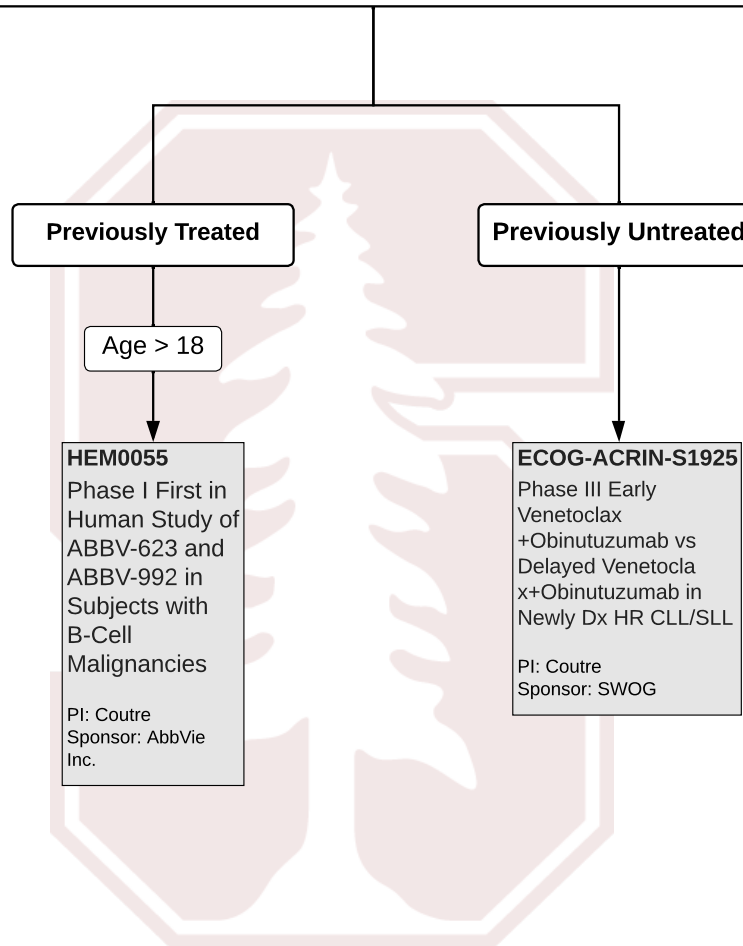 Previously Treated
Previously Untreated
Age > 18
HEM0055
Phase I First in
Human Study of
ABBV-623 and
ABBV-992 in
Subjects with
B-Cell
Malignancies
PI: Coutre
Sponsor: AbbVie
Inc.
ECOG-ACRIN-S1925
Phase III Early
Venetoclax
+Obinutuzumab vs
Delayed Venetocla
x+Obinutuzumab in
Newly Dx HR CLL/SLL
PI: Coutre
Sponsor: SWOG